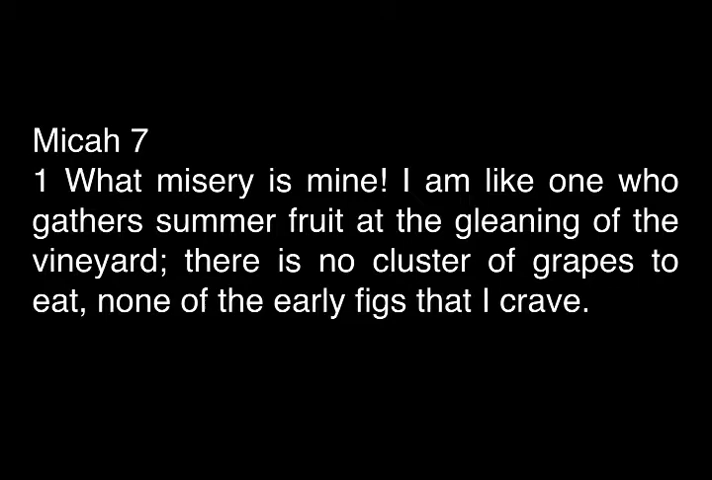 Micah 7
1 What misery is mine! I am like one who
gathers summer fruit at the gleaning of the
vineyard; there is no cluster of grapes to
eat, none of the early figs that I crave.